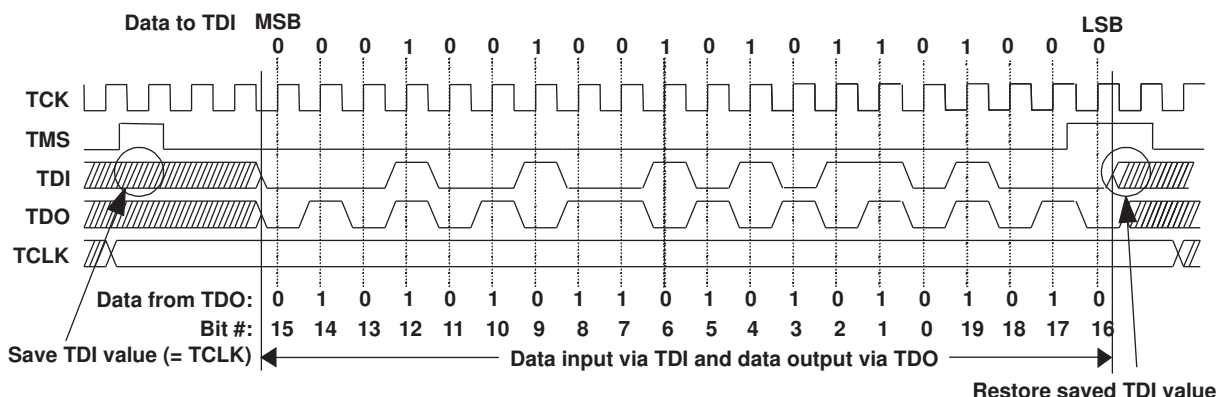 Data to TDI MSB LSB
0 0 0 1 0 0 1 0 0 1 0 1 0 1 1 0 1 0 0 0
TCK
TMS
TDI
TDO
TCLK
Data from TDO: 0 1 0 1 0 1 0 1 1 0 1 0 1 0 1 0 1 0 1 0
Bit #: 15 14 13 12 11 10 9 8 7 6 5 4 3 2 1 0 19 18 17 16
Save TDI value (= TCLK) Data input via TDI and data output via TDO
Restore saved TDI value